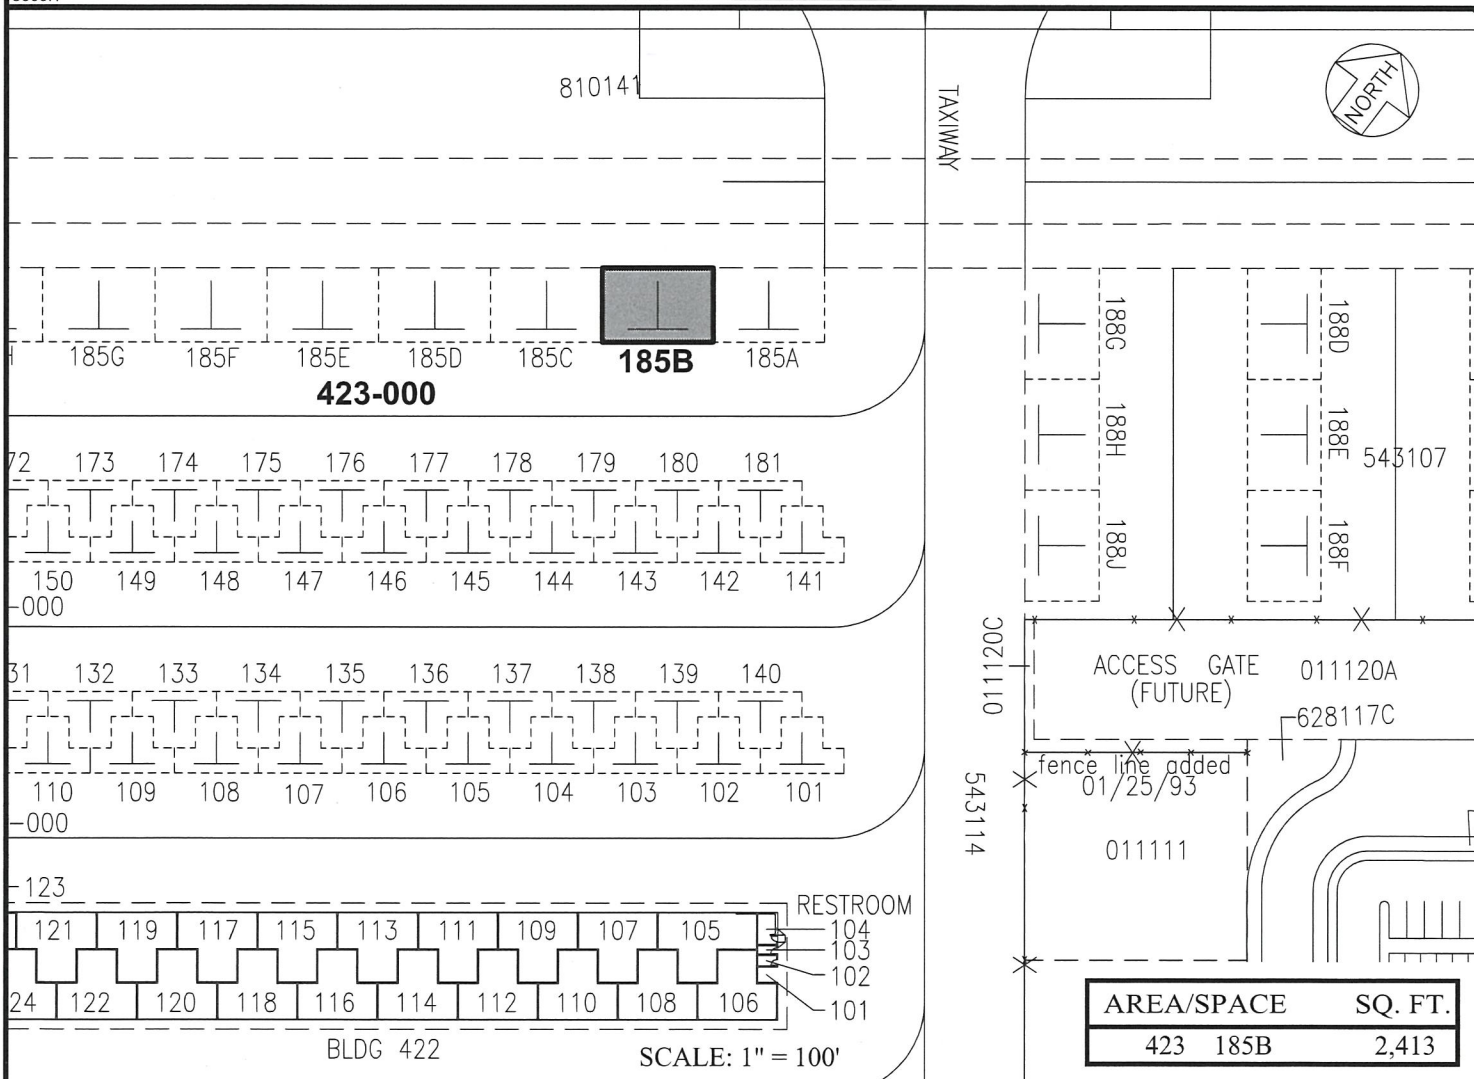 810141
TAXIWAY
NORTH
185G 185F 185E 185D 185C 185B 185A
423-000
188G
188H
188J
188D
188E
188F
543107
72 173 174 175 176 177 178 179 180 181
150 149 148 147 146 145 144 143 142 141
-000
31 132 133 134 135 136 137 138 139 140
110 109 108 107 106 105 104 103 102 101
-000
011120C
ACCESS GATE
(FUTURE)
011120A
628117C
fence line added
01/25/93
543114
011111
123
121 119 117 115 113 111 109 107 105
RESTROOM
104
103
102
101
24 122 120 118 116 114 112 110 108 106
BLDG 422
SCALE: 1" = 100'
AREA/SPACE SQ. FT.
423 185B 2,413